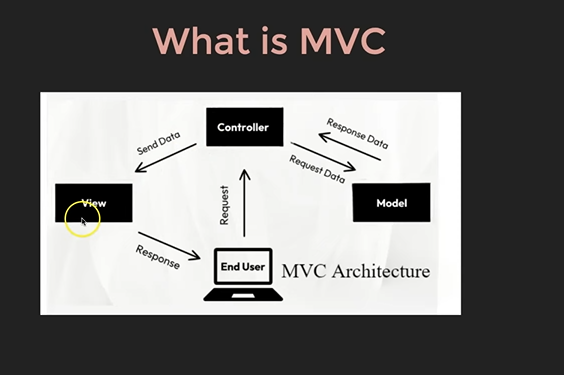 What is MVC
Controller
Send Data
Response Data
Request Data
View
Request
Model
Response
End User
MVC Architecture